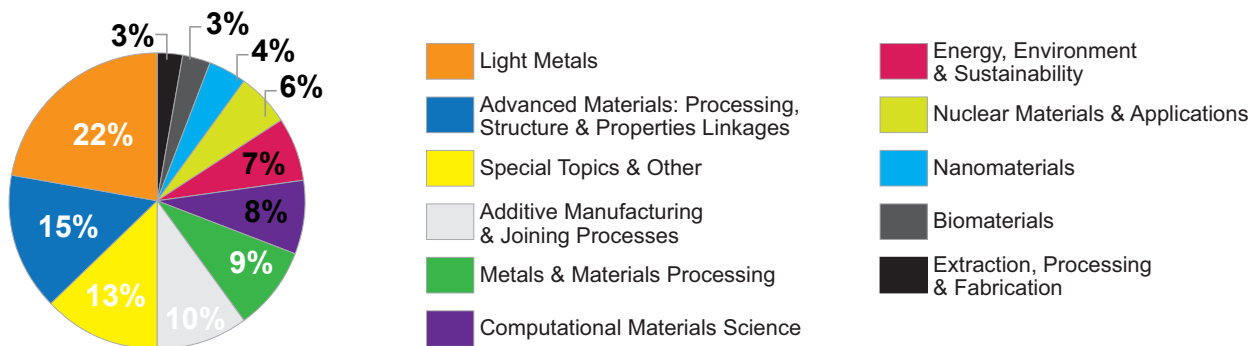 3%
3%
4%
6%
22%
7%
15%
8%
9%
13%
10%
Light Metals
Advanced Materials: Processing,
Structure & Properties Linkages
Special Topics & Other
Additive Manufacturing
& Joining Processes
Metals & Materials Processing
Computational Materials Science
Energy, Environment
& Sustainability
Nuclear Materials & Applications
Nanomaterials
Biomaterials
Extraction, Processing
& Fabrication